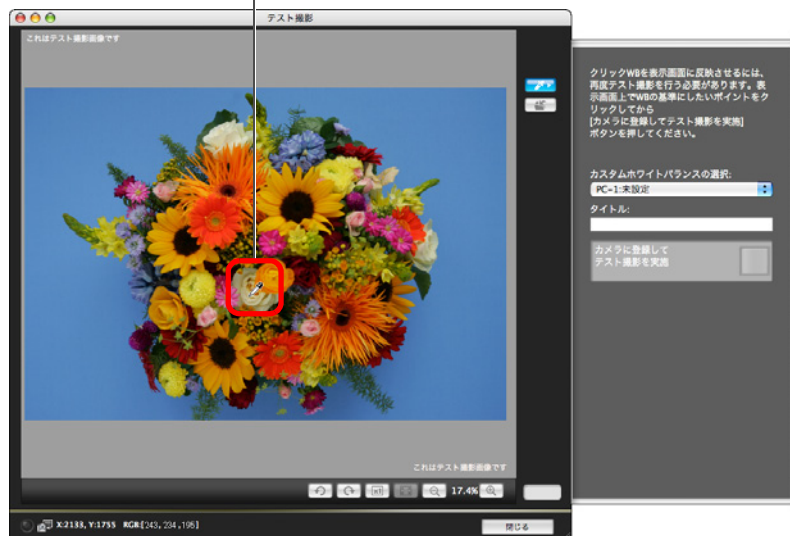 テスト撮影
これはテスト撮影画像です
クリックWBを表示画面に反映させるには、
再度テスト撮影を行う必要があります。表
示画面上でWBの基準にしたいポイントをク
リックしてから
[カメラに登録してテスト撮影を実施]
ボタンを押してください。
カスタムホワイトバランスの選択:
PC-1:未設定
タイトル:
カメラに登録して
テスト撮影を実施
これはテスト撮影画像です
17.4%
X:2133, Y:1755 RGB[243, 234, 195]
閉じる